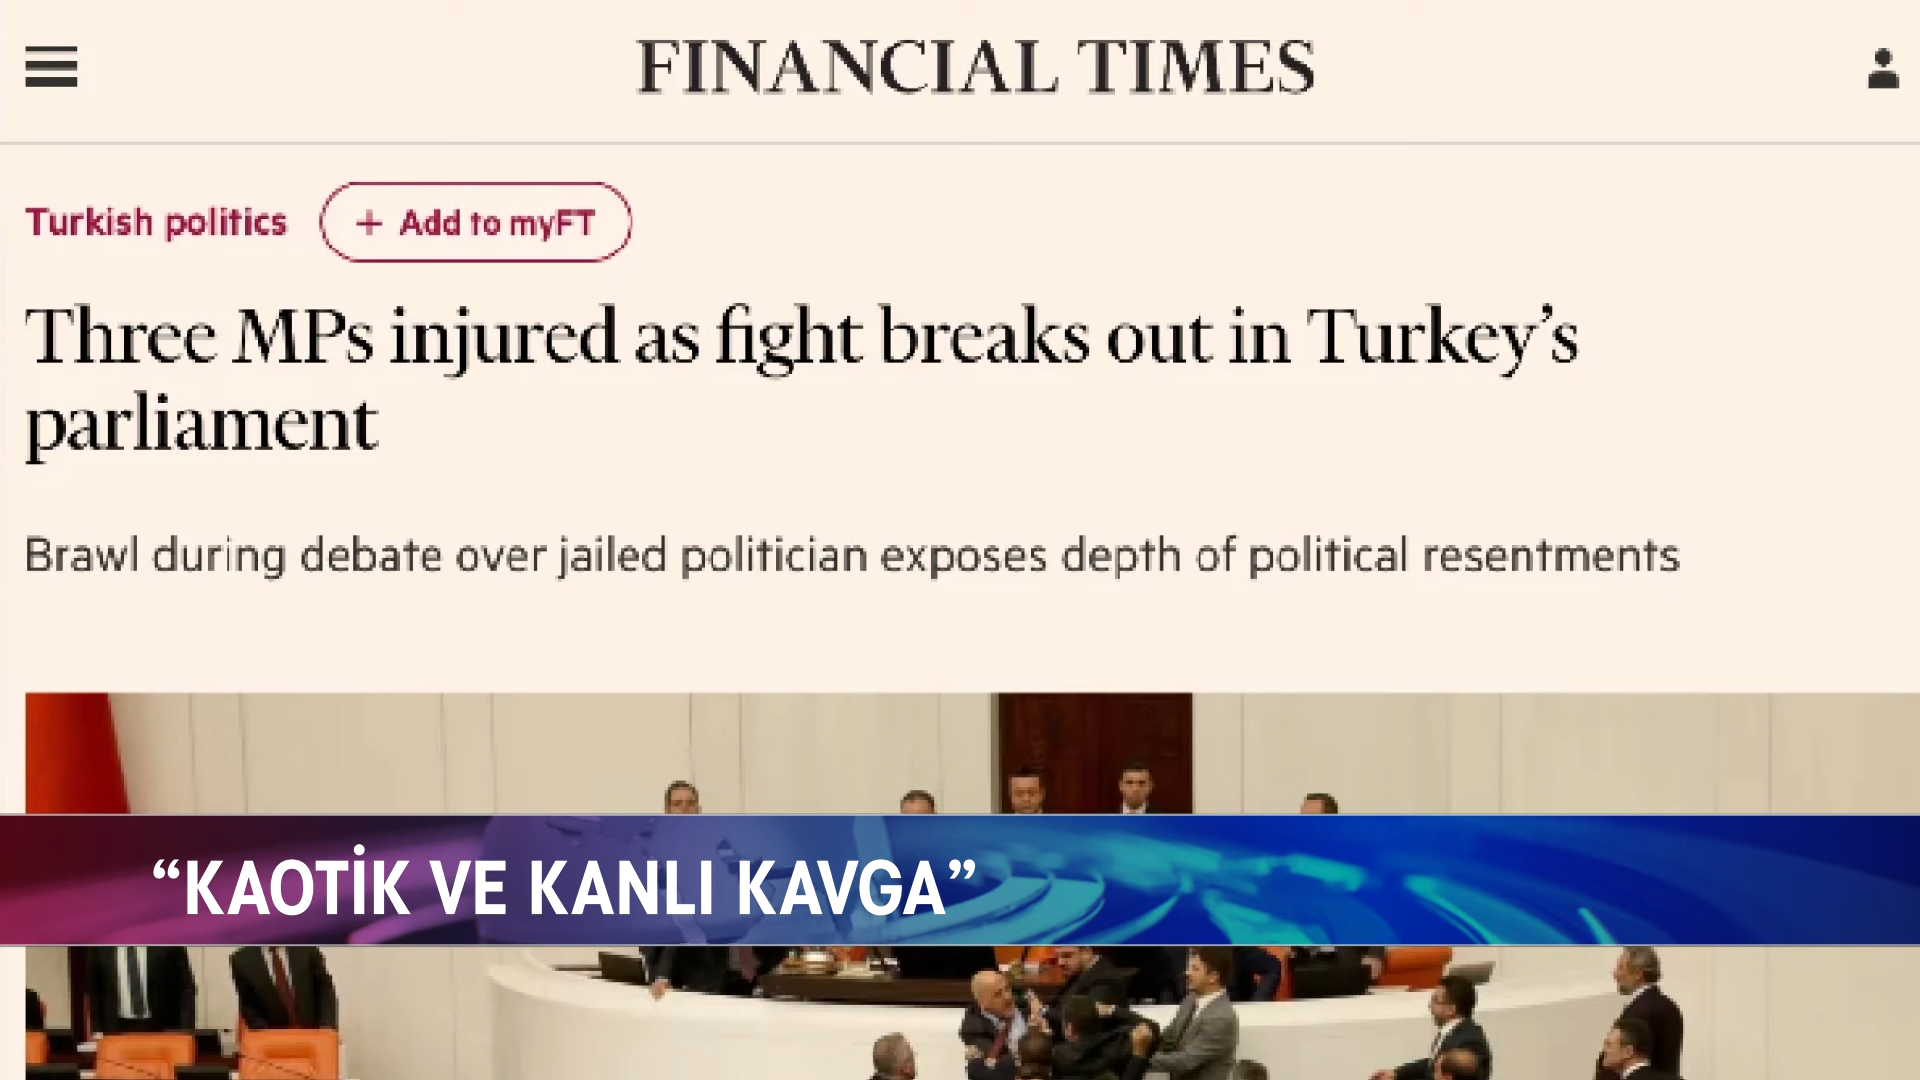 FINANCIAL TIMES
Turkish politics
+ Add to myFT
Three MPs injured as fight breaks out in Turkey’s
parliament
Brawl during debate over jailed politician exposes depth of political resentments
“KAOTİK VE KANLI KAVGA”